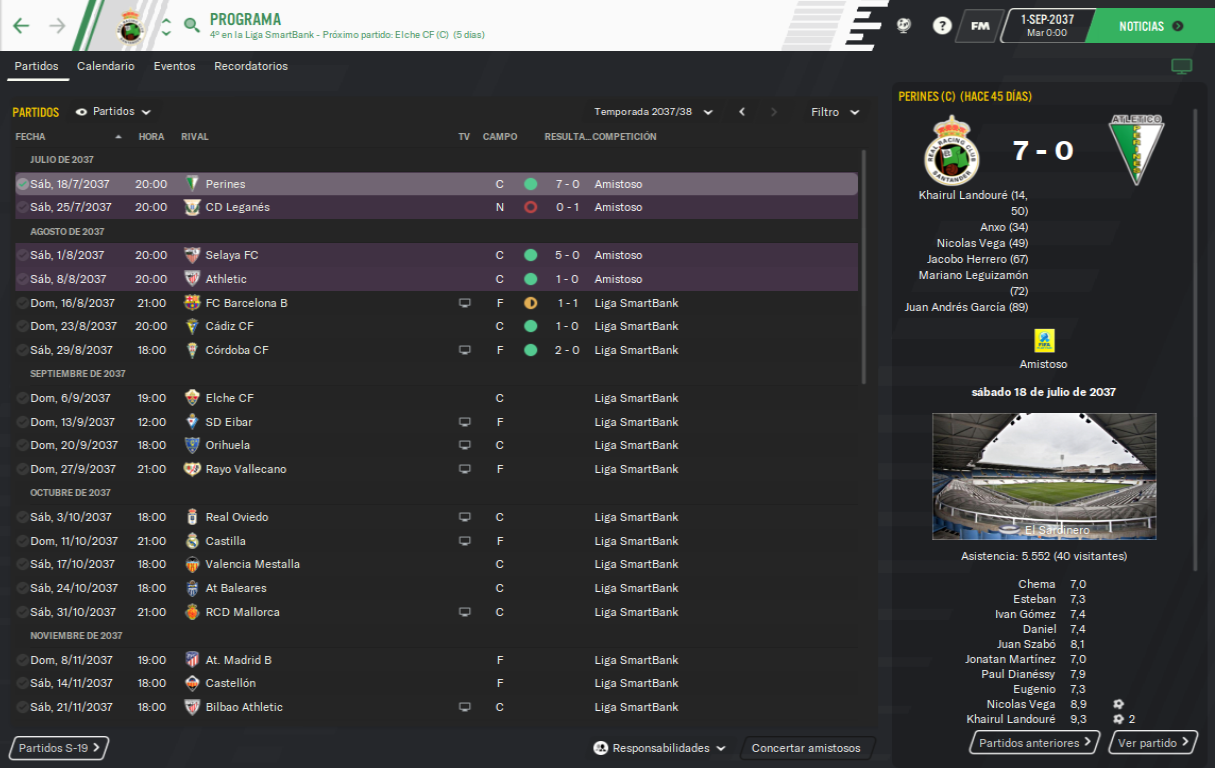 PROGRAMA
4º en la Liga SmartBank - Próximo partido: Elche CF (C) (5 días)
FM
1-SEP-2037
Mar 0:00
NOTICIAS
Partidos Calendario Eventos Recordatorios
PARTIDOS Partidos Temporada 2037/38 Filtro
FECHA HORA RIVAL TV CAMPO RESULTA... COMPETICIÓN
JULIO DE 2037
Sáb, 18/7/2037 20:00 Perines C 7 - 0 Amistoso
Sáb, 25/7/2037 20:00 CD Leganés N 0 - 1 Amistoso
AGOSTO DE 2037
Sáb, 1/8/2037 20:00 Selaya FC C 5 - 0 Amistoso
Sáb, 8/8/2037 20:00 Athletic C 1 - 0 Amistoso
Dom, 16/8/2037 21:00 FC Barcelona B F 1 - 1 Liga SmartBank
Dom, 23/8/2037 20:00 Cádiz CF C 1 - 0 Liga SmartBank
Sáb, 29/8/2037 18:00 Córdoba CF F 2 - 0 Liga SmartBank
SEPTIEMBRE DE 2037
Dom, 6/9/2037 19:00 Elche CF C Liga SmartBank
Dom, 13/9/2037 12:00 SD Eibar F Liga SmartBank
Dom, 20/9/2037 18:00 Orihuela C Liga SmartBank
Dom, 27/9/2037 21:00 Rayo Vallecano F Liga SmartBank
OCTUBRE DE 2037
Sáb, 3/10/2037 18:00 Real Oviedo C Liga SmartBank
Dom, 11/10/2037 21:00 Castilla F Liga SmartBank
Sáb, 17/10/2037 18:00 Valencia Mestalla C Liga SmartBank
Sáb, 24/10/2037 18:00 At Baleares C Liga SmartBank
Sáb, 31/10/2037 21:00 RCD Mallorca C Liga SmartBank
NOVIEMBRE DE 2037
Dom, 8/11/2037 19:00 At. Madrid B F Liga SmartBank
Sáb, 14/11/2037 18:00 Castellón F Liga SmartBank
Sáb, 21/11/2037 18:00 Bilbao Athletic C Liga SmartBank
Partidos S-19 Responsabilidades Concertar amistosos
PERINES (C) (HACE 45 DÍAS)
REAL RACING CLUB
SANTANDER
7 - 0
ATLETICO
PERINES
Khairul Landouré (14,
50)
Anxo (34)
Nicolas Vega (49)
Jacobo Herrero (67)
Mariano Leguizamón
(72)
Juan Andrés García (89)
Amistoso
sábado 18 de julio de 2037
El Sardinero
Asistencia: 5.552 (40 visitantes)
Chema 7,0
Esteban 7,3
Ivan Gómez 7,4
Daniel 7,4
Juan Szabó 8,1
Jonatan Martínez 7,0
Paul Dianéssy 7,9
Eugenio 7,3
Nicolas Vega 8,9
Khairul Landouré 9,3 2
Partidos anteriores Ver partido